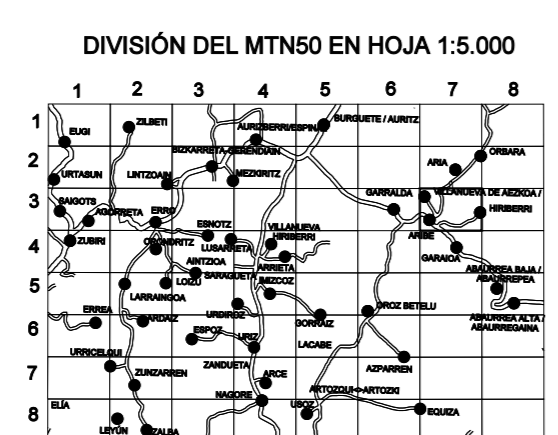 DIVISIÓN DEL MTN50 EN HOJA 1:5.000
1 2 3 4 5 6 7 8
1
ZILBETI
BURGUETE / AURITZ
AURIZBERRI/ESPINAL
EUGI
2
BIZKARRETA-GERENDIAIN
ORBARA
ARIA
URTASUN
LINTZOAIN
MEZKIRITZ
3
GARRALDA
VILLANUEVA DE AEZKOA /
HIRIBERRI
SAIGOTS
AGORRETA
ERRO
ESNOTZ
VILLANUEVA
HIRIBERRI
ARIBE
4
ZUBIRI
ORONDRITZ
LUSARRETA
GARAIOA
AINTZIOA
ARRIETA
ABAURREA BAJA /
ABAURREPEA
5
LOIZU
SARAGUETA
IMIZCOZ
LARRAINGOA
ABAURREA ALTA /
ABAURREGAINA
ERREA
URDIROZ
OROZ BETELU
6
ARDAIZ
GORRAIZ
ESPOZ
URIZ
LACABE
URRICELQUI
AZPARREN
7
ZUNZARREN
ZANDUETA
ARCE
ARTOZQUI<>ARTOZKI
NAGORE
8
ELÍA
USOZ
EQUIZA
LEYÚN
IZALBA